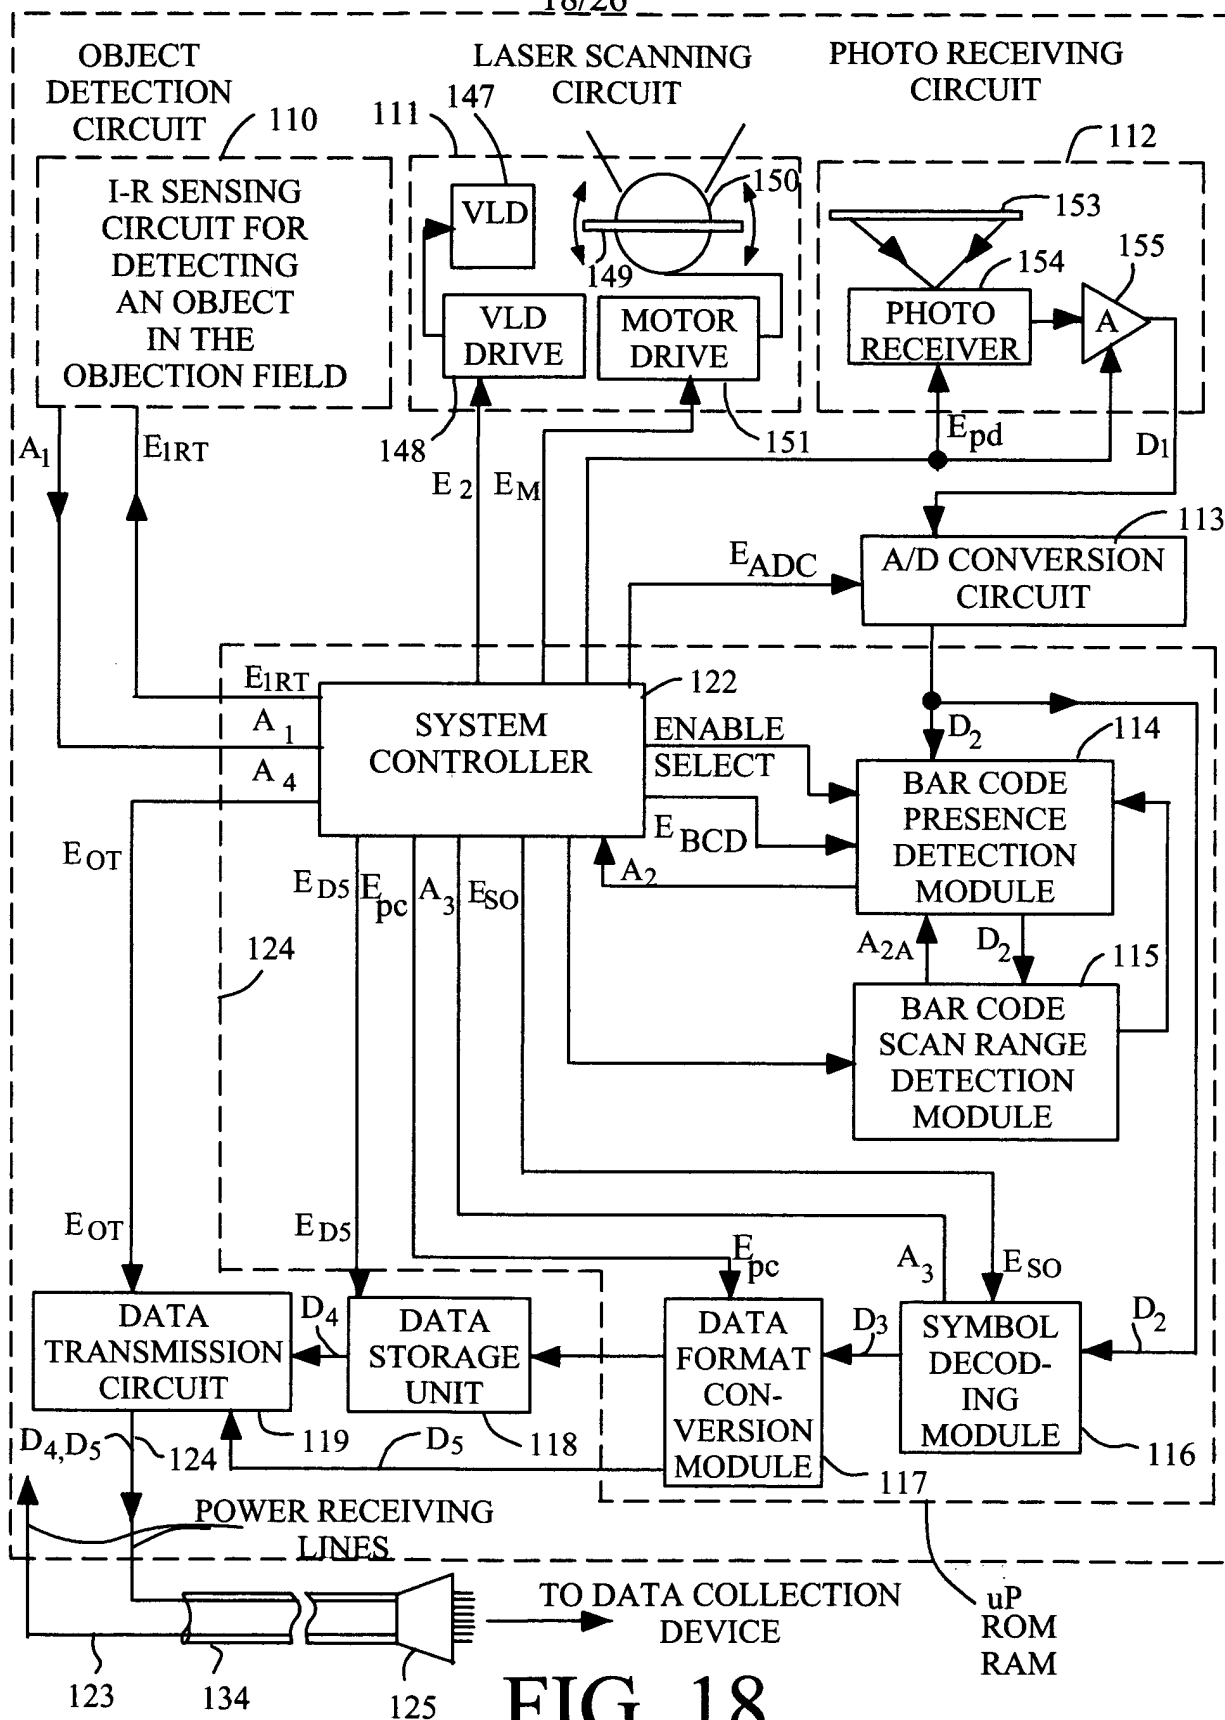 18/26
OBJECT
DETECTION
CIRCUIT
110
LASER SCANNING
CIRCUIT
147
111
PHOTO RECEIVING
CIRCUIT
112
I-R SENSING
CIRCUIT FOR
DETECTING
AN OBJECT
IN THE
OBJECTION FIELD
VLD
150
149
VLD
DRIVE
MOTOR
DRIVE
148
151
153
154
155
PHOTO
RECEIVER
A
A1
E1RT
E2
EM
Epd
D1
113
A/D CONVERSION
CIRCUIT
EADC
E1RT
A1
A4
EOT
122
SYSTEM
CONTROLLER
ENABLE
SELECT
EBCD
A2
D2
114
BAR CODE
PRESENCE
DETECTION
MODULE
ED5
Epc
A3
ESO
124
A2A
D2
115
BAR CODE
SCAN RANGE
DETECTION
MODULE
EOT
ED5
Epc
A3
ESO
DATA
TRANSMISSION
CIRCUIT
D4
DATA
STORAGE
UNIT
DATA
FORMAT
CON-
VERSION
MODULE
D3
SYMBOL
DECOD-
ING
MODULE
D2
D4,D5
124
119
D5
118
117
116
POWER RECEIVING
LINES
TO DATA COLLECTION
DEVICE
uP
ROM
RAM
123
134
125
FIG. 18